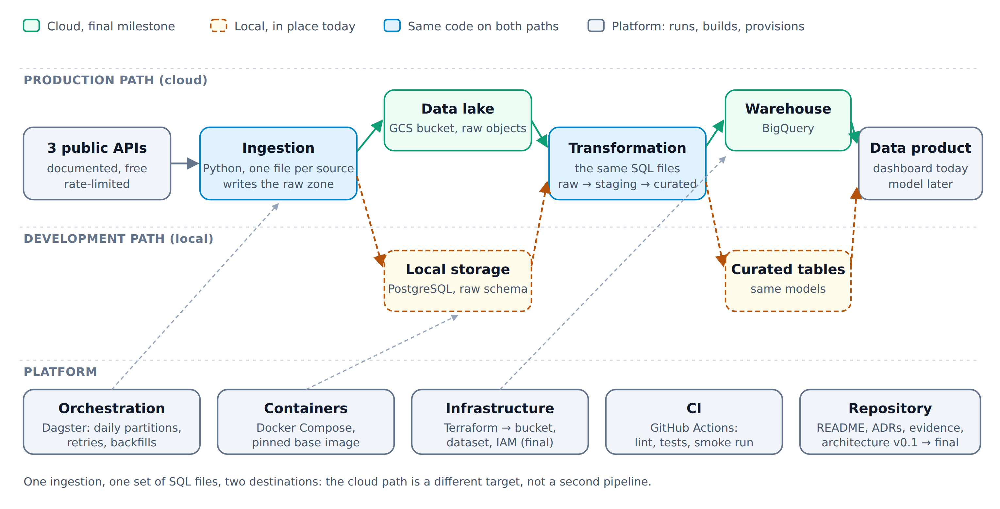 Cloud, final milestone
Local, in place today
Same code on both paths
Platform: runs, builds, provisions
PRODUCTION PATH (cloud)
3 public APIs
documented, free
rate-limited
Ingestion
Python, one file per source
writes the raw zone
Data lake
GCS bucket, raw objects
Transformation
the same SQL files
raw → staging → curated
Warehouse
BigQuery
Data product
dashboard today
model later
DEVELOPMENT PATH (local)
Local storage
PostgreSQL, raw schema
Curated tables
same models
PLATFORM
Orchestration
Dagster: daily partitions,
retries, backfills
Containers
Docker Compose,
pinned base image
Infrastructure
Terraform → bucket,
dataset, IAM (final)
CI
GitHub Actions:
lint, tests, smoke run
Repository
README, ADRs, evidence,
architecture v0.1 → final
One ingestion, one set of SQL files, two destinations: the cloud path is a different target, not a second pipeline.